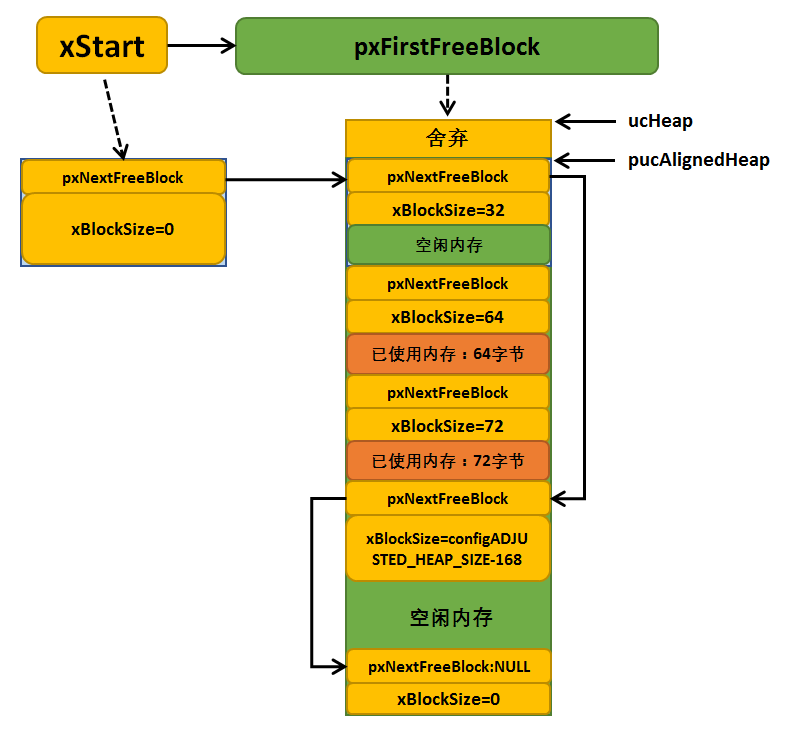 xStart
pxFirstFreeBlock
ucHeap
舍弃
pucAlignedHeap
pxNextFreeBlock
xBlockSize=0
pxNextFreeBlock
xBlockSize=32
空闲内存
pxNextFreeBlock
xBlockSize=64
已使用内存：64字节
pxNextFreeBlock
xBlockSize=72
已使用内存：72字节
pxNextFreeBlock
xBlockSize=configADJU
STED_HEAP_SIZE-168
空闲内存
pxNextFreeBlock:NULL
xBlockSize=0